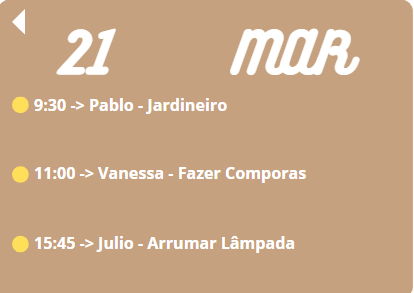 21 MAR
9:30 -> Pablo - Jardineiro
11:00 -> Vanessa - Fazer Comporas
15:45 -> Julio - Arrumar Lâmpada